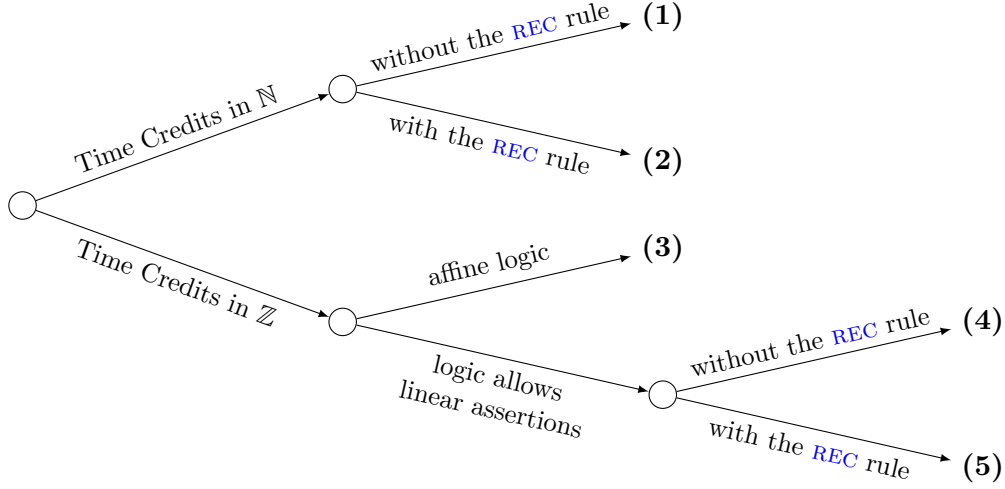 without the REC rule
(1)
Time Credits in ℕ
with the REC rule
(2)
Time Credits in ℤ
affine logic
(3)
logic allows
linear assertions
without the REC rule
(4)
with the REC rule
(5)